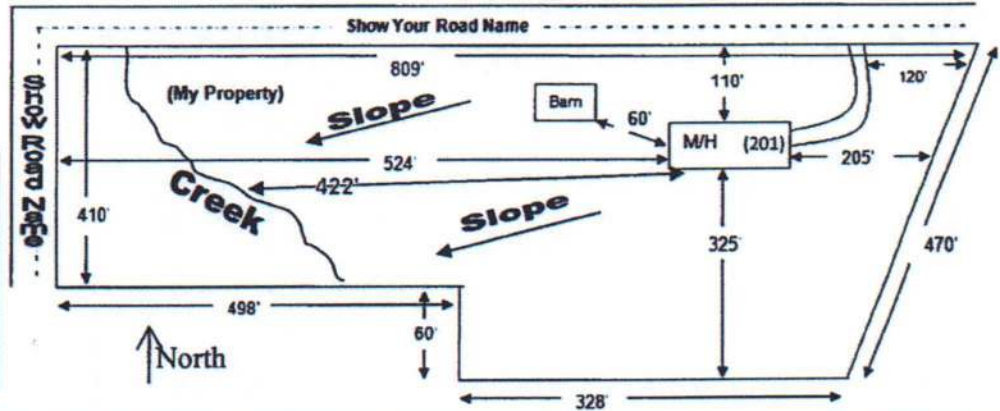 Show Your Road Name
Show Road Name
809'
(My Property)
Slope
Barn
60'
110'
120'
M/H (201)
524'
205'
422'
Creek
410'
Slope
325'
470'
498'
60'
North
328'